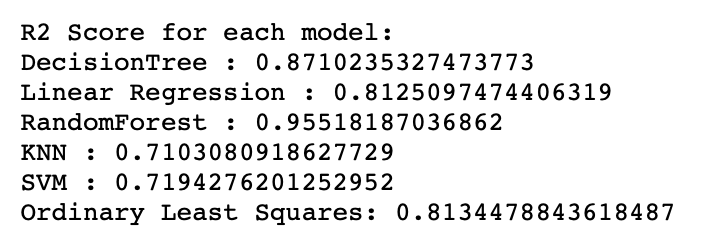 R2 Score for each model:
DecisionTree : 0.8710235327473773
Linear Regression : 0.8125097474406319
RandomForest : 0.95518187036862
KNN : 0.7103080918627729
SVM : 0.7194276201252952
Ordinary Least Squares: 0.8134478843618487